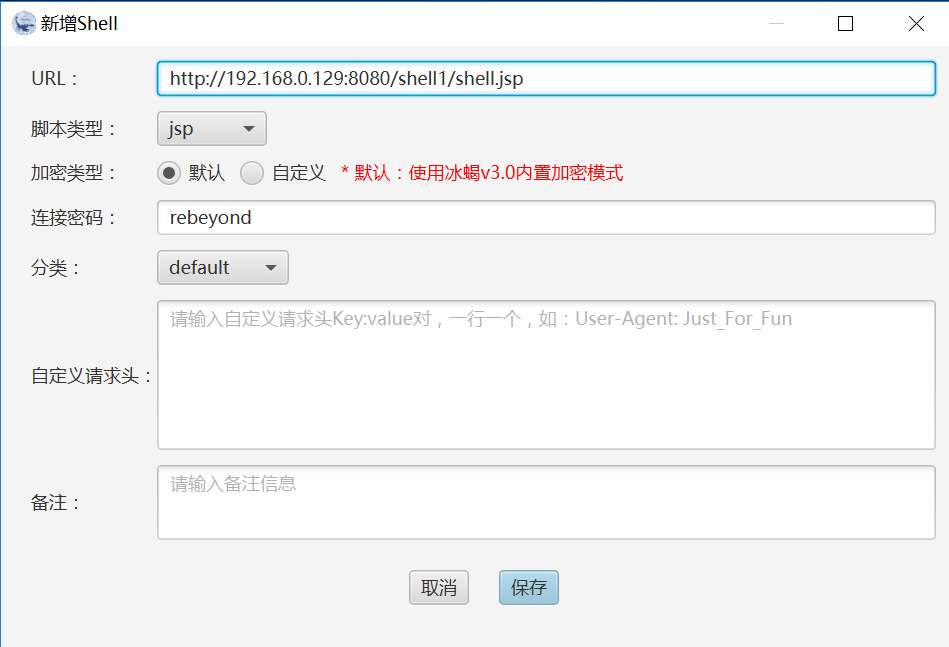 新增Shell
URL： http://192.168.0.129:8080/shell1/shell.jsp
脚本类型： jsp
加密类型： 默认 自定义 * 默认：使用冰蝎v3.0内置加密模式
连接密码： rebeyond
分类： default
请输入自定义请求头Key:value对，一行一个，如：User-Agent: Just_For_Fun
自定义请求头：
请输入备注信息
备注：
取消 保存